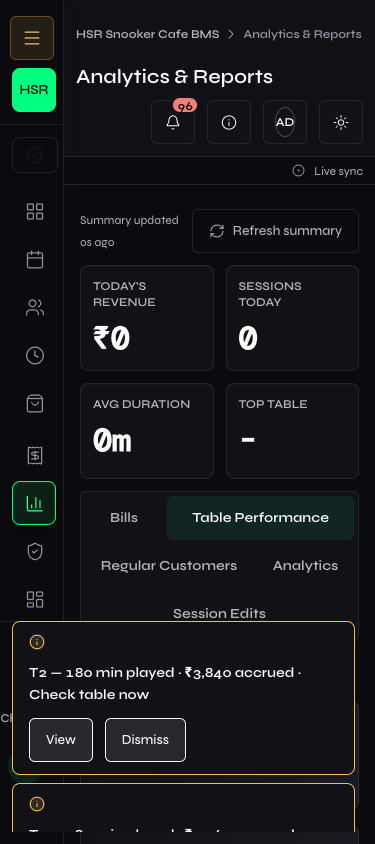 HSR Snooker Cafe BMS > Analytics & Reports
HSR
Analytics & Reports
96
AD
Live sync
Summary updated
0s ago
Refresh summary
TODAY'S
REVENUE
₹0
SESSIONS
TODAY
0
AVG DURATION
0m
TOP TABLE
-
Bills
Table Performance
Regular Customers
Analytics
Session Edits
T2 — 180 min played · ₹3,840 accrued ·
Check table now
View
Dismiss